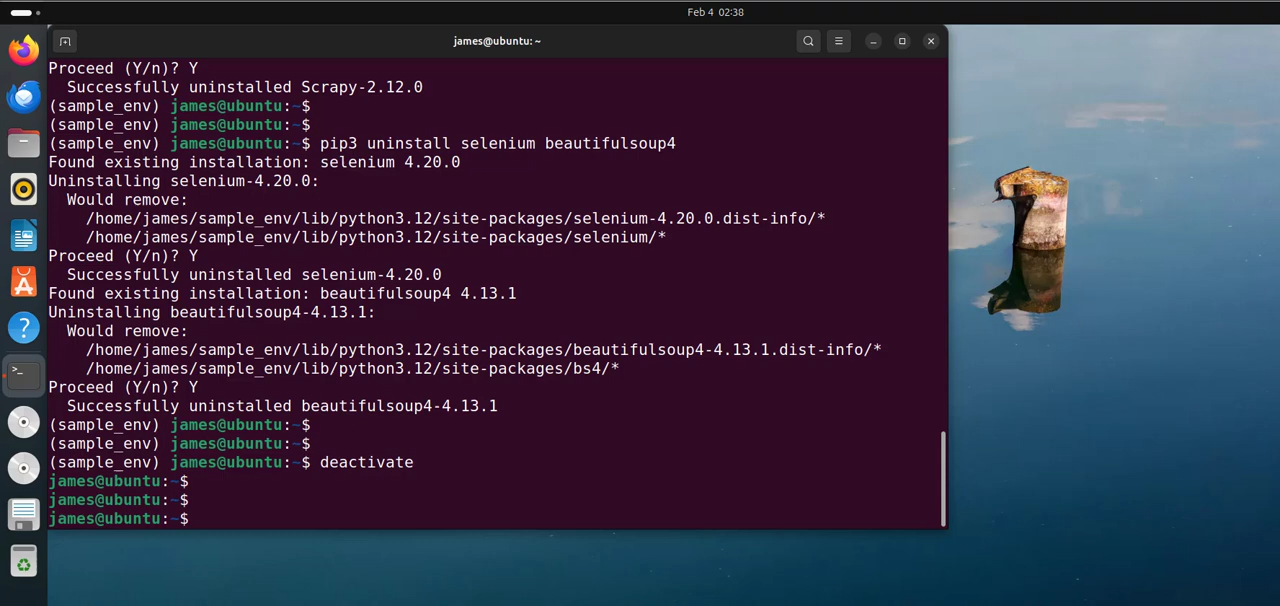 Feb 4 02:38
james@ubuntu: ~
Proceed (Y/n)? Y
  Successfully uninstalled Scrapy-2.12.0
(sample_env) james@ubuntu:~$
(sample_env) james@ubuntu:~$
(sample_env) james@ubuntu:~$ pip3 uninstall selenium beautifulsoup4
Found existing installation: selenium 4.20.0
Uninstalling selenium-4.20.0:
  Would remove:
    /home/james/sample_env/lib/python3.12/site-packages/selenium-4.20.0.dist-info/*
    /home/james/sample_env/lib/python3.12/site-packages/selenium/*
Proceed (Y/n)? Y
  Successfully uninstalled selenium-4.20.0
Found existing installation: beautifulsoup4 4.13.1
Uninstalling beautifulsoup4-4.13.1:
  Would remove:
    /home/james/sample_env/lib/python3.12/site-packages/beautifulsoup4-4.13.1.dist-info/*
    /home/james/sample_env/lib/python3.12/site-packages/bs4/*
Proceed (Y/n)? Y
  Successfully uninstalled beautifulsoup4-4.13.1
(sample_env) james@ubuntu:~$
(sample_env) james@ubuntu:~$
(sample_env) james@ubuntu:~$ deactivate
james@ubuntu:~$
james@ubuntu:~$
james@ubuntu:~$